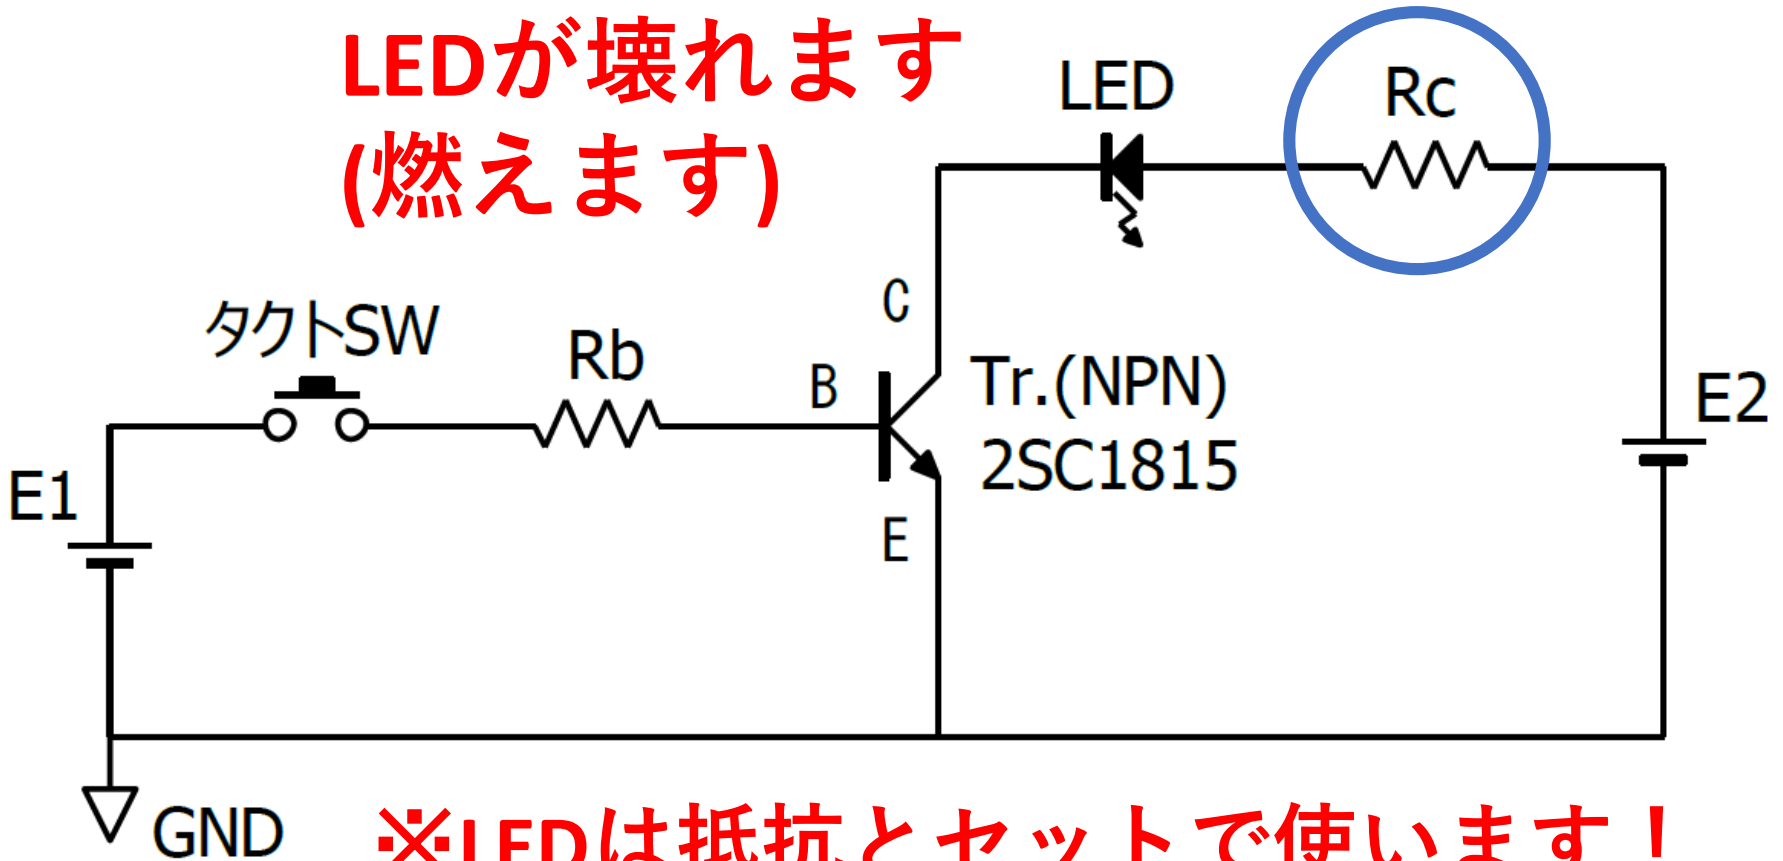 LEDが壊れます
(燃えます)
LED
Rc
タクトSW
Rb
C
B
Tr.(NPN)
2SC1815
E2
E1
E
GND
※LEDは抵抗とセットで使います！